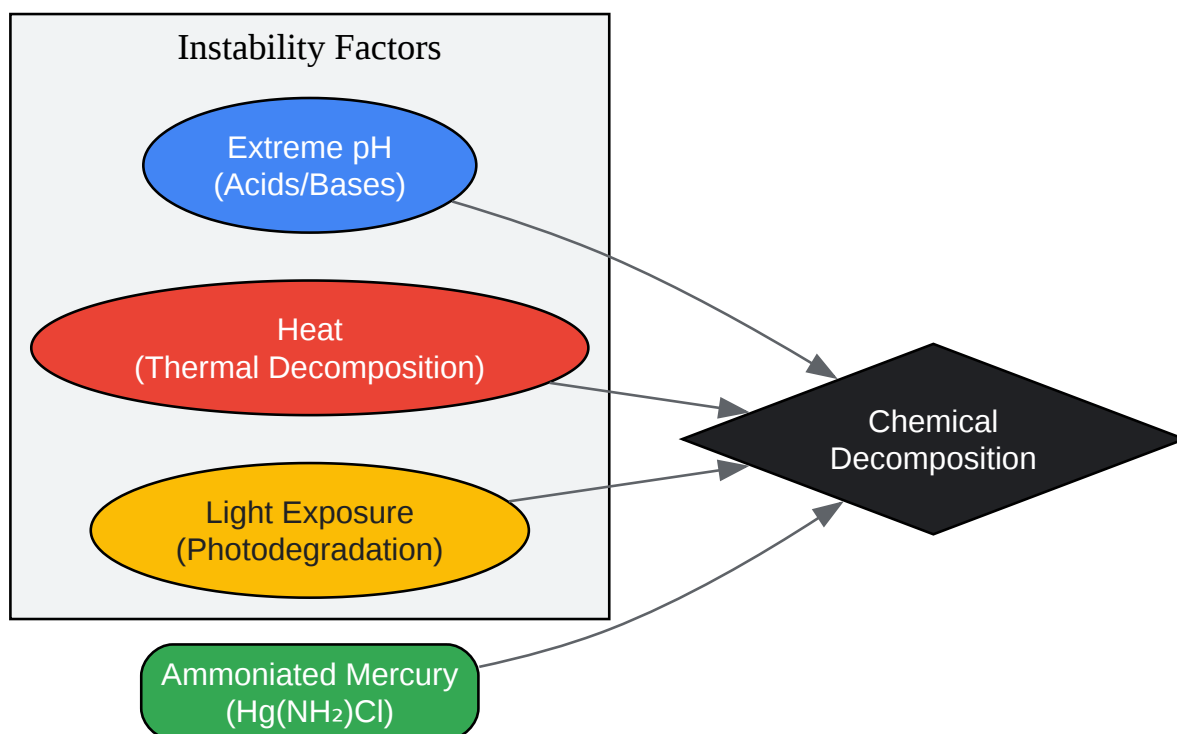 Instability Factors
Extreme pH
(Acids/Bases)
Heat
(Thermal Decomposition)
Light Exposure
(Photodegradation)
Chemical
Decomposition
Ammoniated Mercury
(Hg(NH₂)Cl)